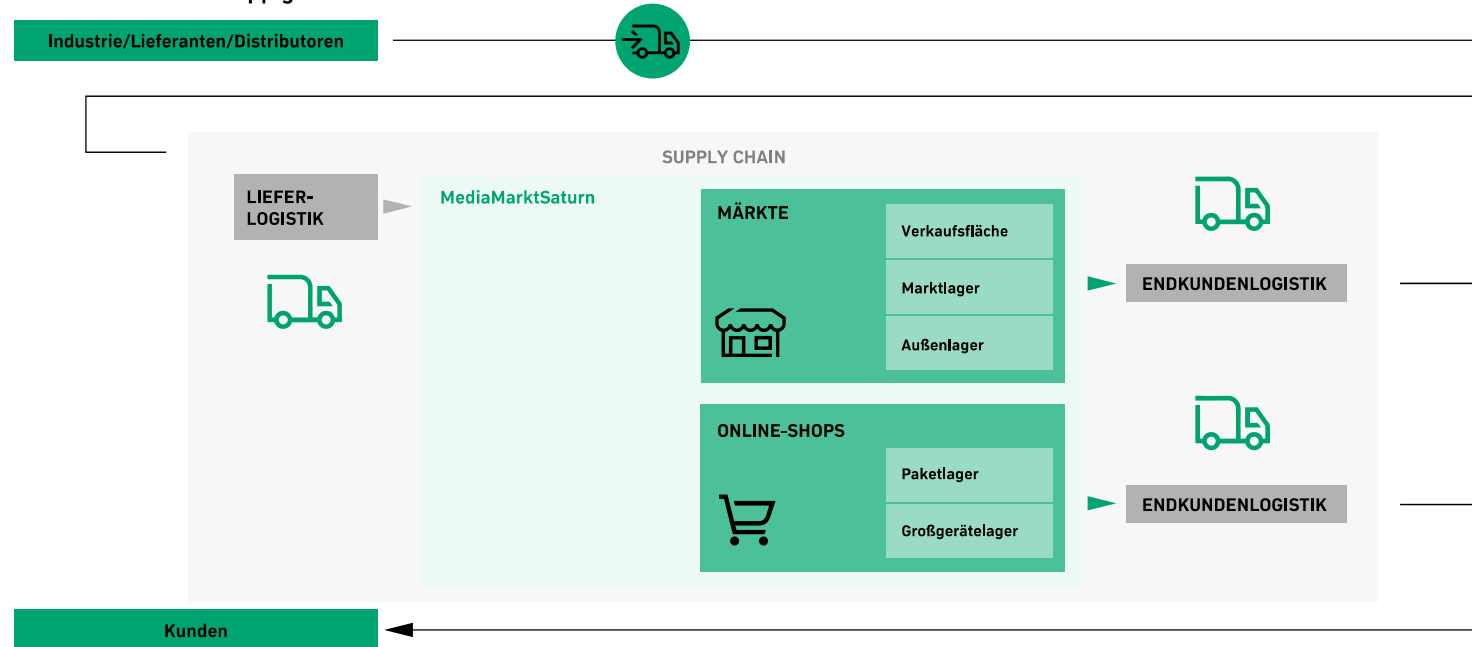 Industrie/Lieferanten/Distributoren
SUPPLY CHAIN
LIEFER-
LOGISTIK
MediaMarktSaturn
MÄRKTE
Verkaufsfläche
Marktlager
Außenlager
ENDKUNDENLOGISTIK
ONLINE-SHOPS
Paketlager
Großgerätelager
ENDKUNDENLOGISTIK
Kunden